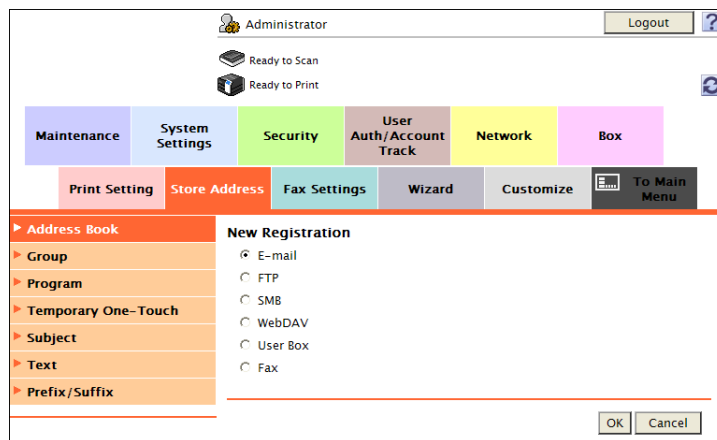 Administrator
Logout
?
Ready to Scan
Ready to Print
Maintenance
System
Settings
Security
User
Auth/Account
Track
Network
Box
Print Setting
Store Address
Fax Settings
Wizard
Customize
To Main
Menu
Address Book
Group
Program
Temporary One-Touch
Subject
Text
Prefix/Suffix
New Registration
E-mail
FTP
SMB
WebDAV
User Box
Fax
OK
Cancel